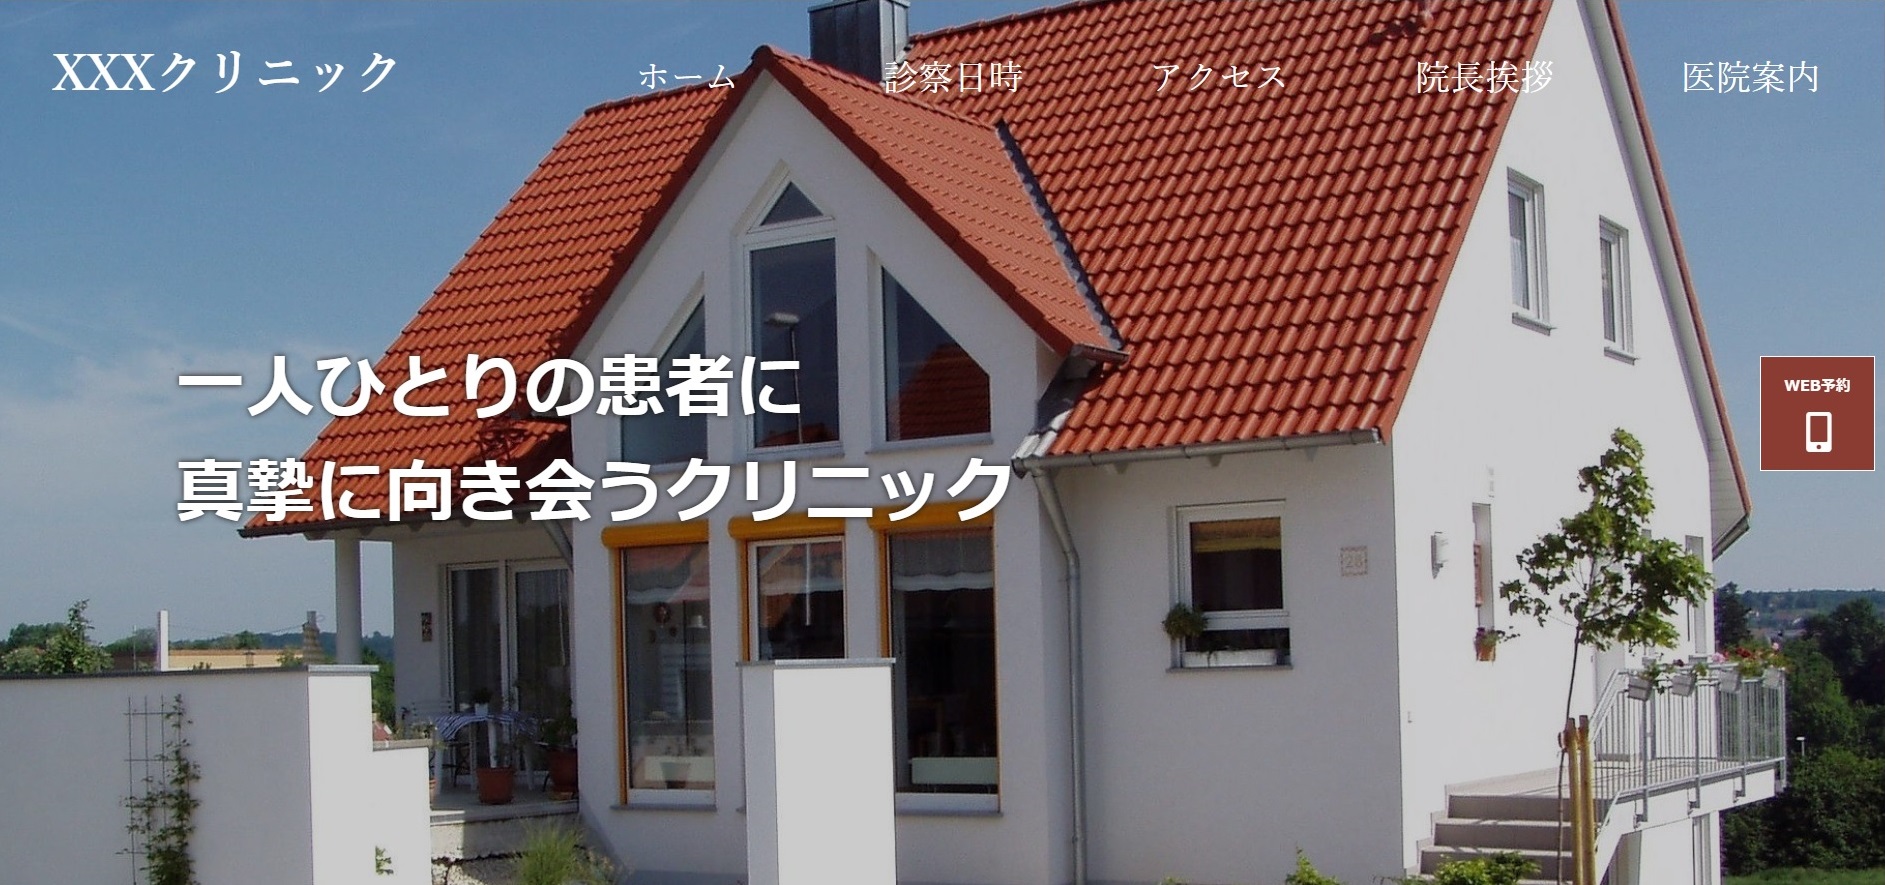 XXXクリニック
ホーム
診察日時
アクセス
院長挨拶
医院案内
一人ひとりの患者に
真摯に向き会うクリニック
WEB予約
28